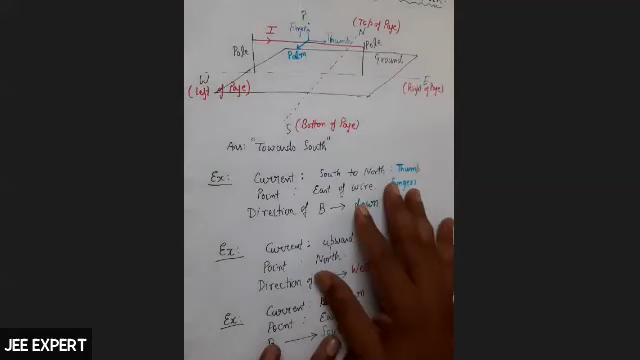 P
(Top of Page)
I
Fingers
N
Thumb
Pole
Palm
Pole
Ground
W
(Left of Page)
E
(Right of Page)
S (Bottom of Page)
Ans: "Towards South"
Ex: Current : South to North : Thumb
Point : East of wire Fingers
Direction of B → down
Ex: Current : upward
Point : North
Direction of
Ex: Current :
Point :
B →
JEE EXPERT